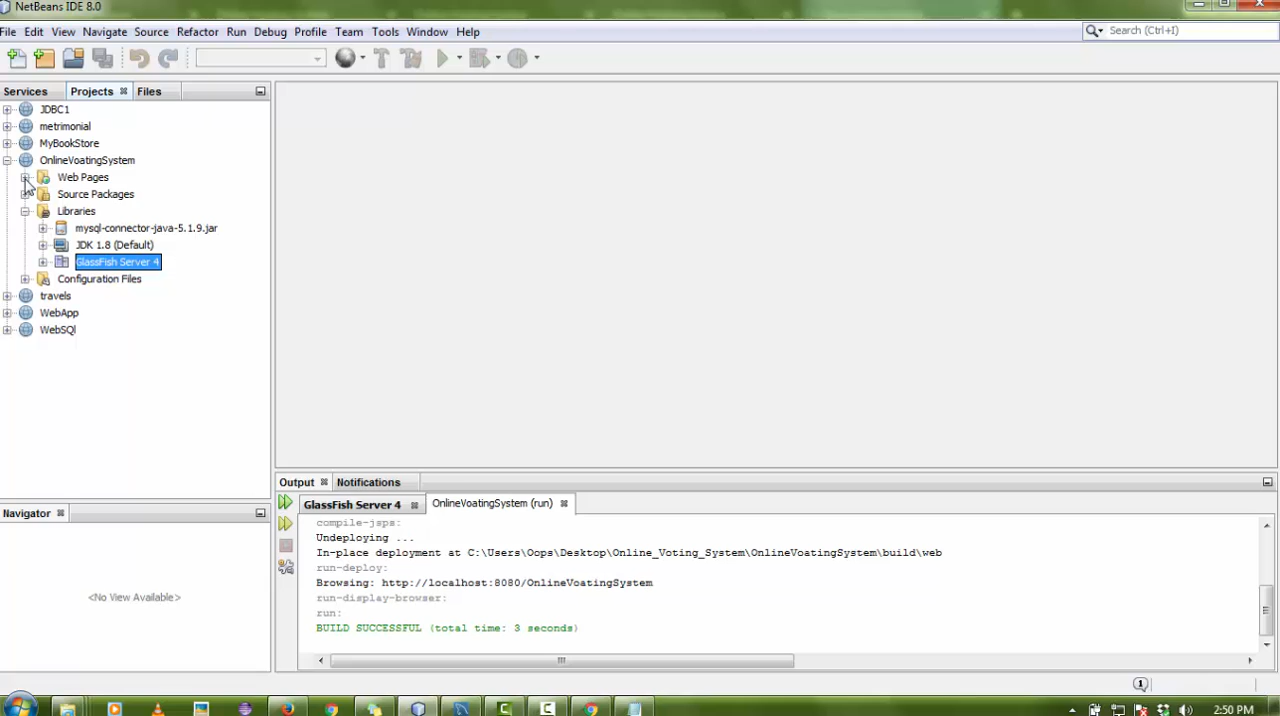 NetBeans IDE 8.0
File Edit View Navigate Source Refactor Run Debug Profile Team Tools Window Help
Search (Ctrl+I)
Services Projects Files
JDBC1
metrimonial
MyBookStore
OnlineVoatingSystem
Web Pages
Source Packages
Libraries
mysql-connector-java-5.1.9.jar
JDK 1.8 (Default)
GlassFish Server 4
Configuration Files
travels
WebApp
WebSQl
Output Notifications
GlassFish Server 4 OnlineVoatingSystem (run)
compile-jsps:
Undeploying ...
In-place deployment at C:\Users\Oops\Desktop\Online_Voting_System\OnlineVoatingSystem\build\web
run-deploy:
Browsing: http://localhost:8080/OnlineVoatingSystem
run-display-browser:
run:
BUILD SUCCESSFUL (total time: 3 seconds)
Navigator
<No View Available>
1
2:50 PM